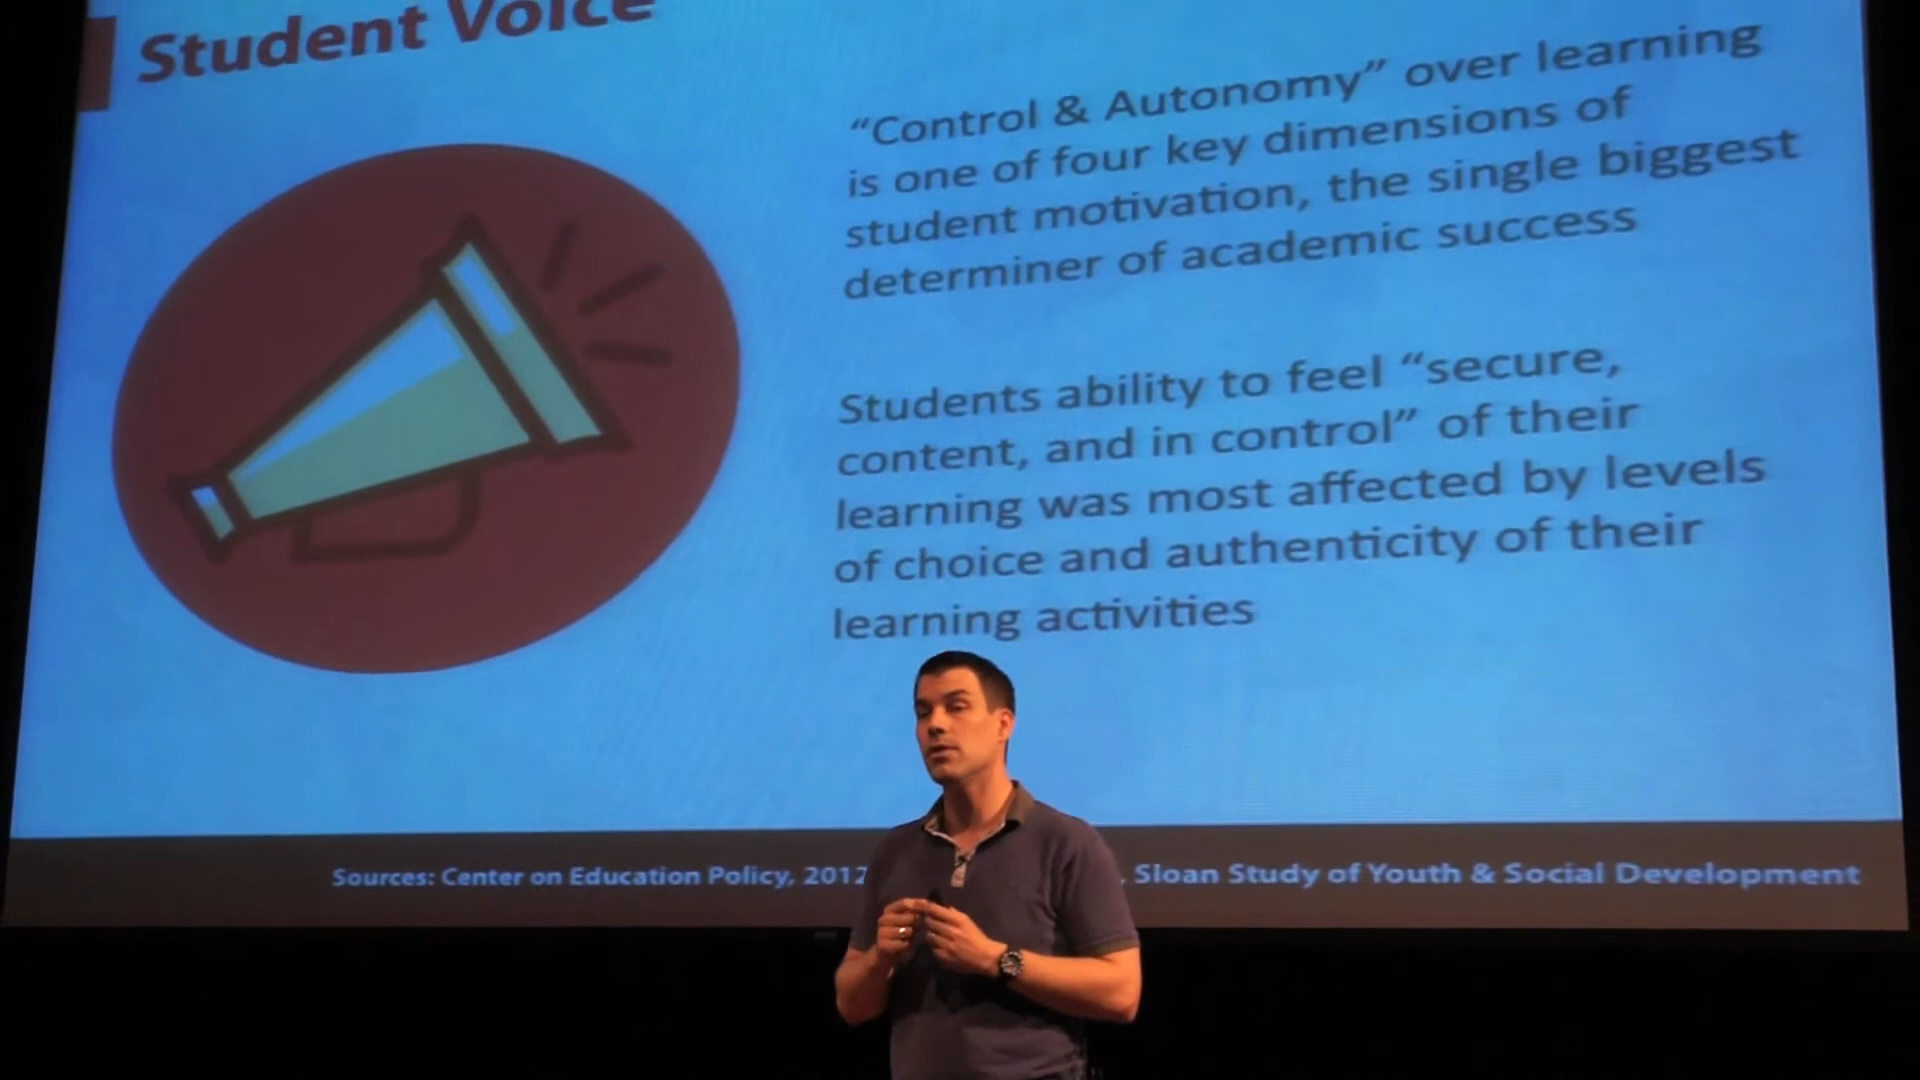 Student Voice
“Control & Autonomy” over learning
is one of four key dimensions of
student motivation, the single biggest
determiner of academic success
Students ability to feel “secure,
content, and in control” of their
learning was most affected by levels
of choice and authenticity of their
learning activities
Sources: Center on Education Policy, 2012 , Sloan Study of Youth & Social Development